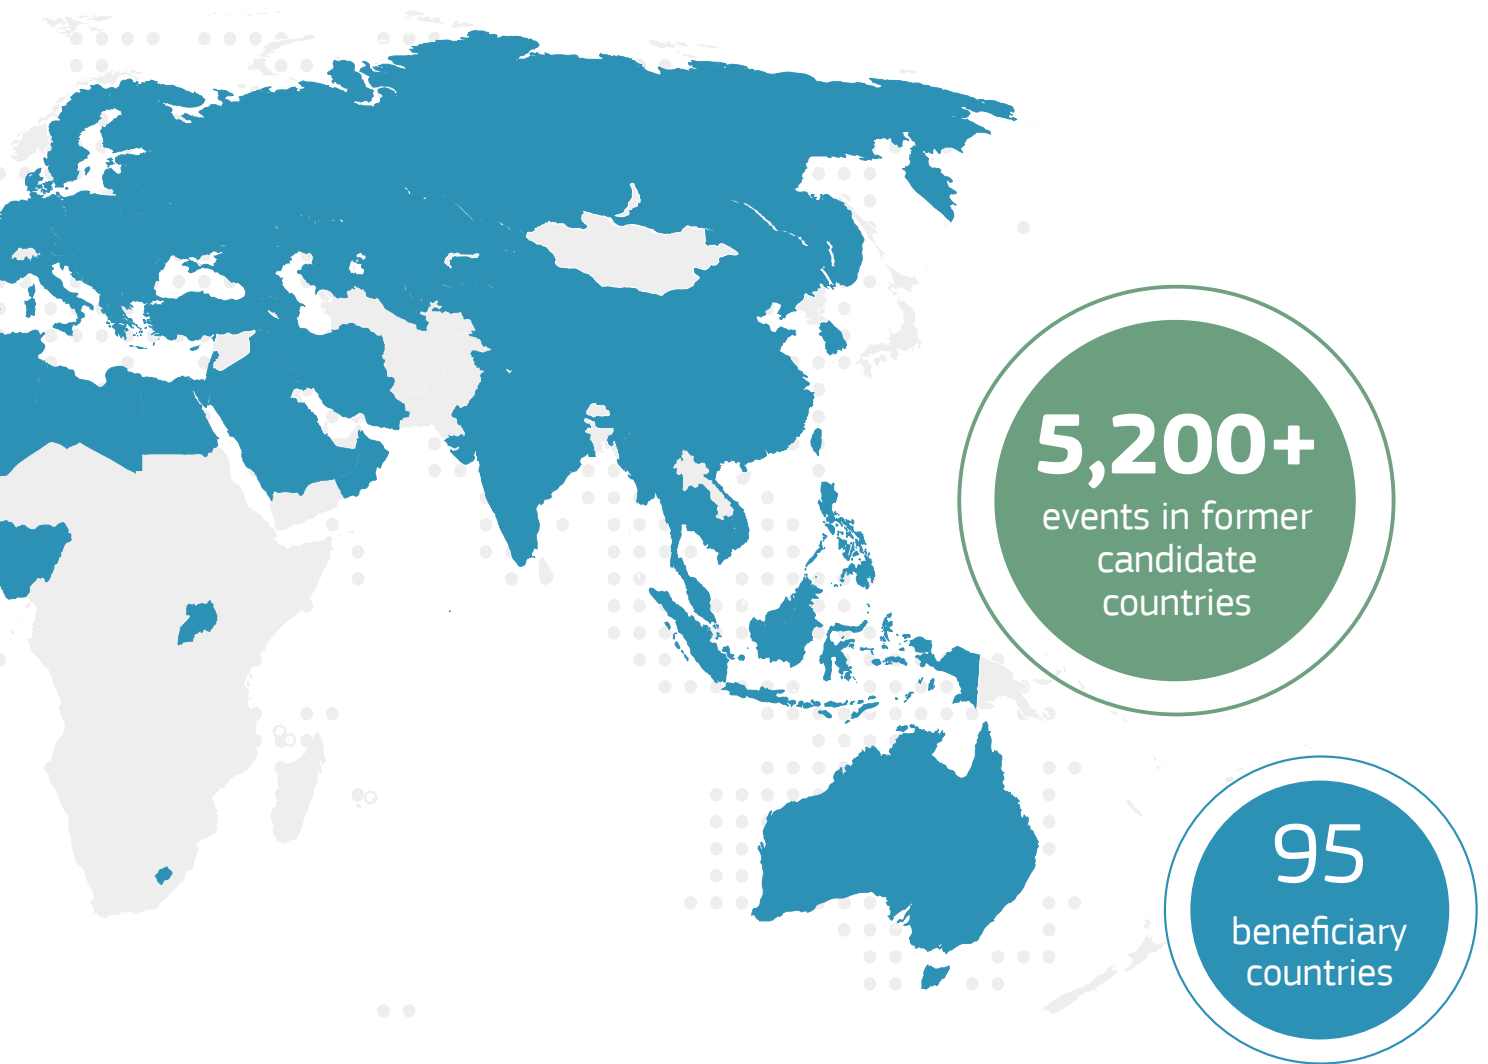 5,200+
events in former
candidate
countries
95
beneficiary
countries